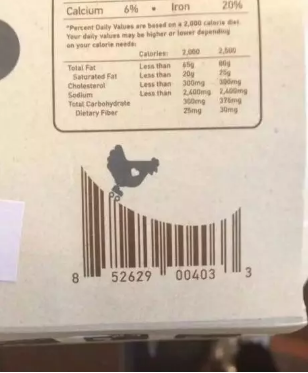 Calcium 6% • Iron 20%
*Percent Daily Values are based on a 2,000 calorie diet.
Your daily values may be higher or lower depending
on your calorie needs:
Calories: 2,000 2,500
Total Fat Less than 65g 80g
Saturated Fat Less than 20g 25g
Cholesterol Less than 300mg 300mg
Sodium Less than 2,400mg 2,400mg
Total Carbohydrate 300mg 375mg
Dietary Fiber 25mg 30mg
8 52629 00403 3